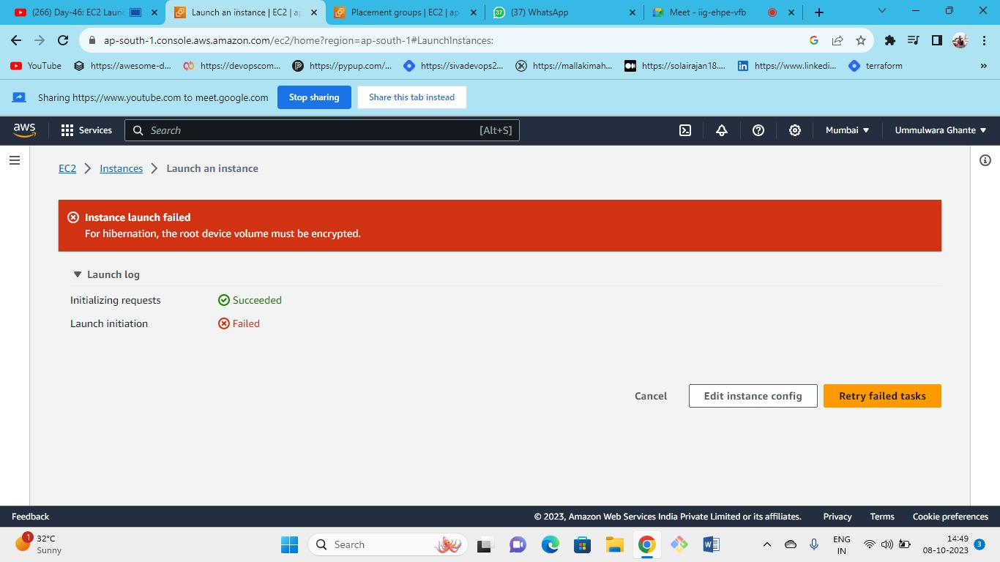 (266) Day-46: EC2 Launc
Launch an instance | EC2 | ap
Placement groups | EC2 | ap
37
(37) WhatsApp
Meet - iig-ehpe-vfb
ap-south-1.console.aws.amazon.com/ec2/home?region=ap-south-1#LaunchInstances:
YouTube
https://awesome-d...
https://devopscom...
https://pypup.com/...
https://sivadevops2...
https://mallakimah...
https://solairajan18....
https://www.linkedi...
terraform
»
Sharing https://www.youtube.com to meet.google.com
Stop sharing
Share this tab instead
aws
Services
Search
[Alt+S]
Mumbai
Ummulwara Ghante
EC2
Instances
Launch an instance
Instance launch failed
For hibernation, the root device volume must be encrypted.
Launch log
Initializing requests
Succeeded
Launch initiation
Failed
Cancel
Edit instance config
Retry failed tasks
Feedback
© 2023, Amazon Web Services India Private Limited or its affiliates.
Privacy
Terms
Cookie preferences
1
32°C
Sunny
Search
ENG
IN
14:49
08-10-2023
3